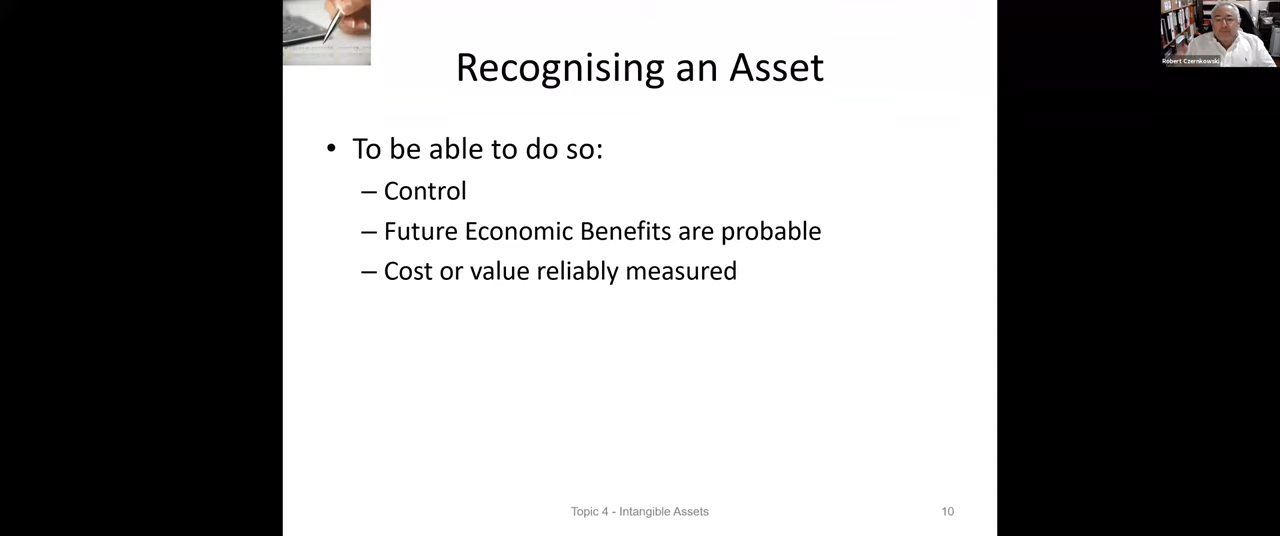 Recognising an Asset
• To be able to do so:
– Control
– Future Economic Benefits are probable
– Cost or value reliably measured
Topic 4 - Intangible Assets
10
Robert Czernkowski